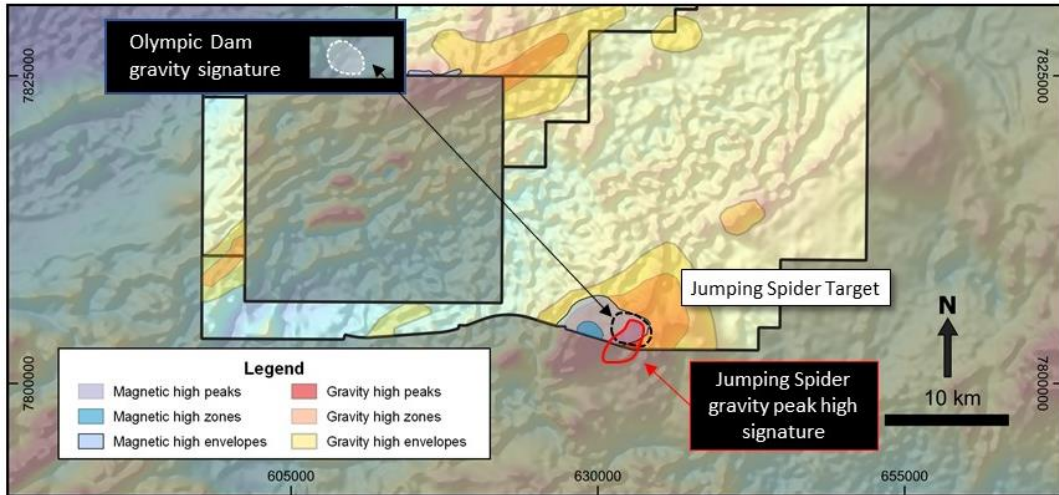 Olympic Dam
gravity signature
7825000
7825000
Jumping Spider Target
N
10 km
Jumping Spider
gravity peak high
signature
7800000
7800000
Legend
Magnetic high peaks
Gravity high peaks
Magnetic high zones
Gravity high zones
Magnetic high envelopes
Gravity high envelopes
605000
630000
655000